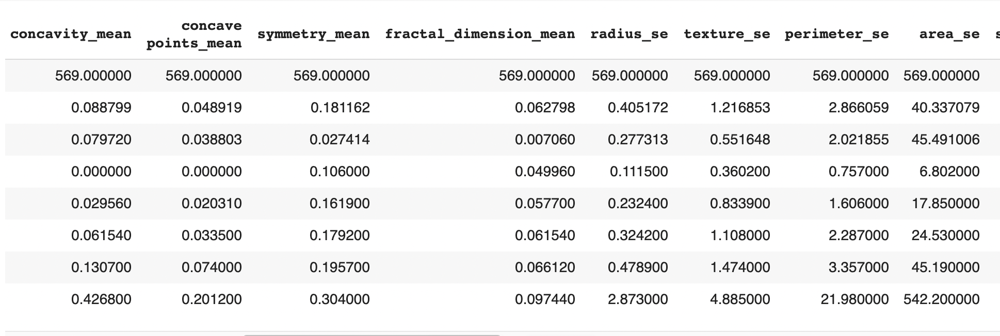 concavity_mean concave points_mean symmetry_mean fractal_dimension_mean radius_se texture_se perimeter_se area_se
569.000000 569.000000 569.000000 569.000000 569.000000 569.000000 569.000000 569.000000
0.088799 0.048919 0.181162 0.062798 0.405172 1.216853 2.866059 40.337079
0.079720 0.038803 0.027414 0.007060 0.277313 0.551648 2.021855 45.491006
0.000000 0.000000 0.106000 0.049960 0.111500 0.360200 0.757000 6.802000
0.029560 0.020310 0.161900 0.057700 0.232400 0.833900 1.606000 17.850000
0.061540 0.033500 0.179200 0.061540 0.324200 1.108000 2.287000 24.530000
0.130700 0.074000 0.195700 0.066120 0.478900 1.474000 3.357000 45.190000
0.426800 0.201200 0.304000 0.097440 2.873000 4.885000 21.980000 542.200000